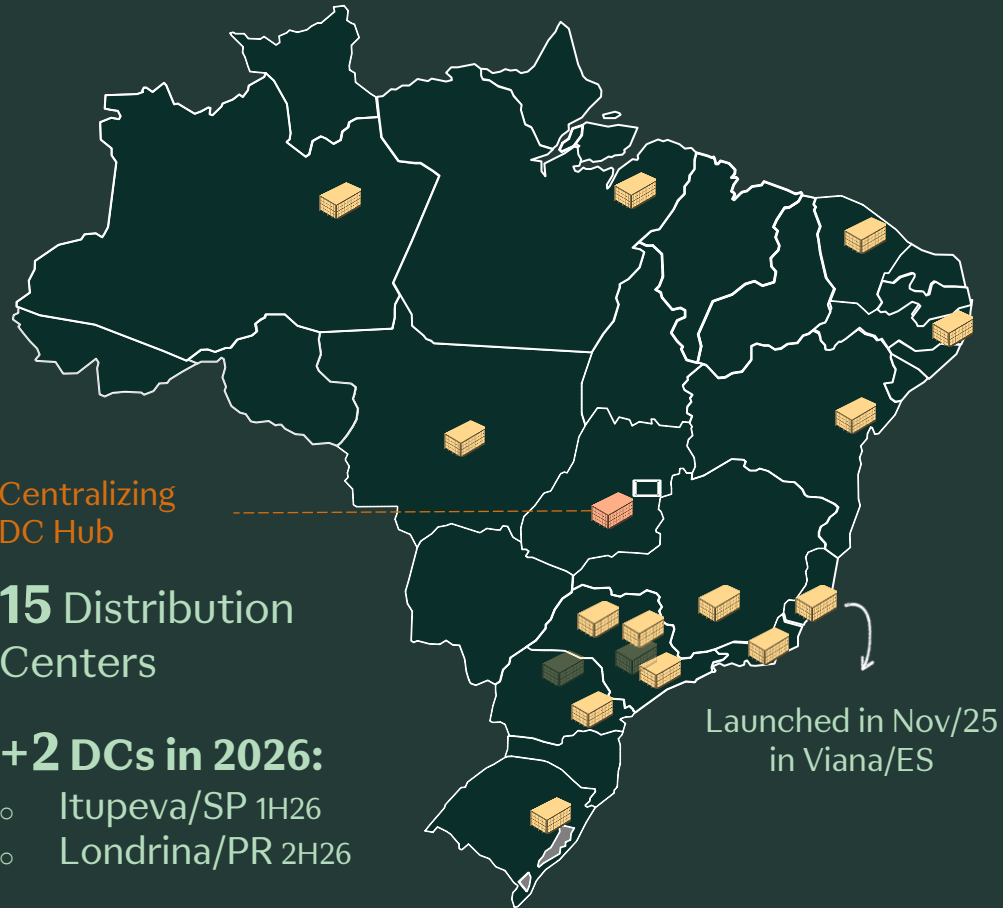 Centralizing
DC Hub
15 Distribution
Centers
+2 DCs in 2026:
○ Itupeva/SP 1H26
○ Londrina/PR 2H26
Launched in Nov/25
in Viana/ES